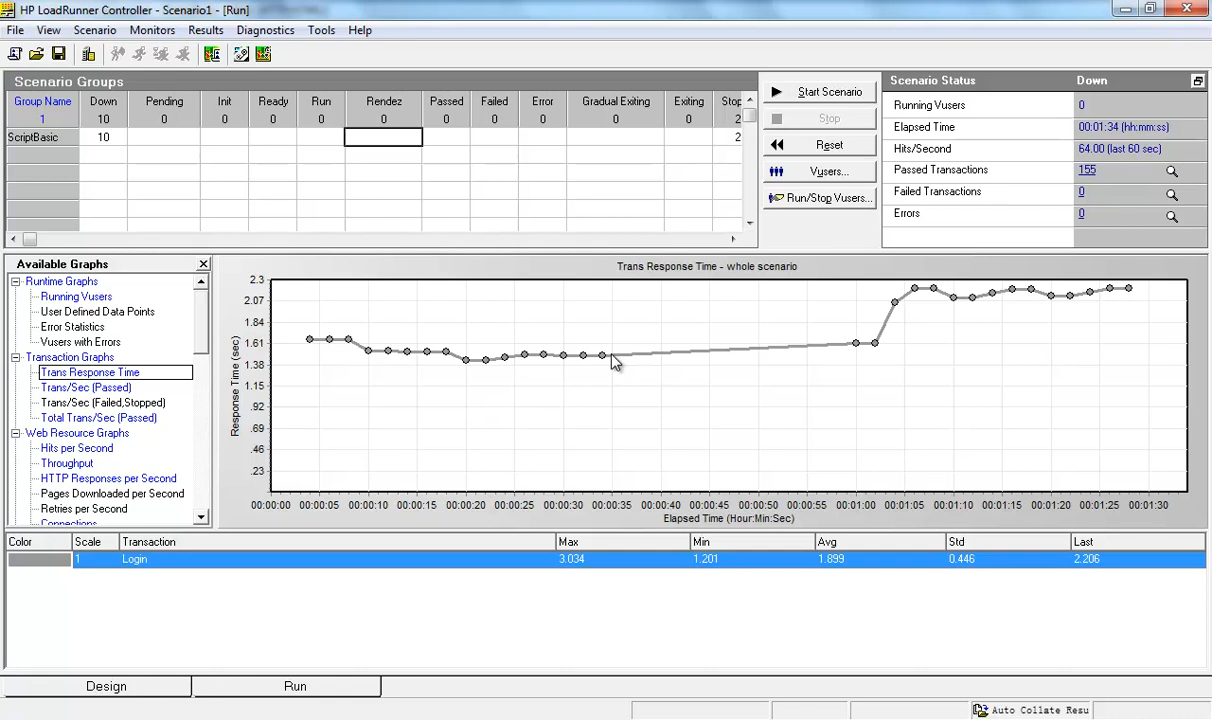 HP LoadRunner Controller - Scenario1 - [Run]
File View Scenario Monitors Results Diagnostics Tools Help
Scenario Groups
Group Name Down Pending Init Ready Run Rendez Passed Failed Error Gradual Exiting Exiting Stop
1 10 0 0 0 0 0 0 0 0 0 0 2
ScriptBasic 10 2
Start Scenario
Stop
Reset
Vusers...
Run/Stop Vusers...
Scenario Status Down
Running Vusers 0
Elapsed Time 00:01:34 (hh:mm:ss)
Hits/Second 64.00 (last 60 sec)
Passed Transactions 155
Failed Transactions 0
Errors 0
Available Graphs
Runtime Graphs
Running Vusers
User Defined Data Points
Error Statistics
Vusers with Errors
Transaction Graphs
Trans Response Time
Trans/Sec (Passed)
Trans/Sec (Failed,Stopped)
Total Trans/Sec (Passed)
Web Resource Graphs
Hits per Second
Throughput
HTTP Responses per Second
Pages Downloaded per Second
Retries per Second
Connections
Trans Response Time - whole scenario
Response Time (sec)
2.3
2.07
1.84
1.61
1.38
1.15
.92
.69
.46
.23
00:00:00 00:00:05 00:00:10 00:00:15 00:00:20 00:00:25 00:00:30 00:00:35 00:00:40 00:00:45 00:00:50 00:00:55 00:01:00 00:01:05 00:01:10 00:01:15 00:01:20 00:01:25 00:01:30
Elapsed Time (Hour:Min:Sec)
Color Scale Transaction Max Min Avg Std Last
1 Login 3.034 1.201 1.899 0.446 2.206
Design Run
Auto Collate Resu